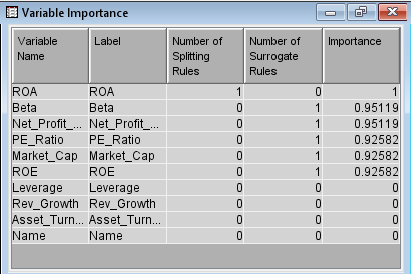 Variable Importance
Variable Name Label Number of Splitting Rules Number of Surrogate Rules Importance
ROA ROA 1 0 1
Beta Beta 0 1 0.95119
Net_Profit_... Net_Profit_... 0 1 0.95119
PE_Ratio PE_Ratio 0 1 0.92582
Market_Cap Market_Cap 0 1 0.92582
ROE ROE 0 1 0.92582
Leverage Leverage 0 0 0
Rev_Growth Rev_Growth 0 0 0
Asset_Turn... Asset_Turn... 0 0 0
Name Name 0 0 0